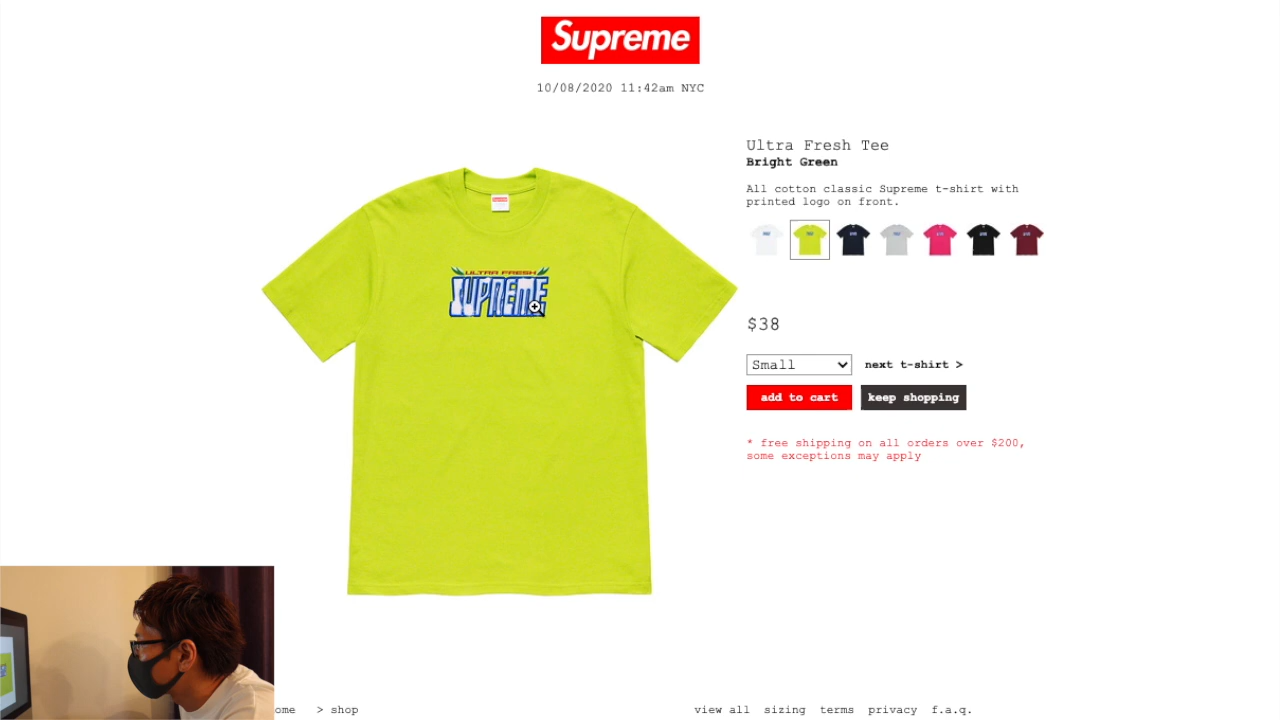 Supreme
10/08/2020 11:42am NYC
Ultra Fresh Tee
Bright Green
All cotton classic Supreme t-shirt with
printed logo on front.
Supreme
ULTRA FRESH
SUPREME
$38
Small
next t-shirt >
add to cart
keep shopping
* free shipping on all orders over $200,
some exceptions may apply
ome
> shop
view all
sizing
terms
privacy
f.a.q.